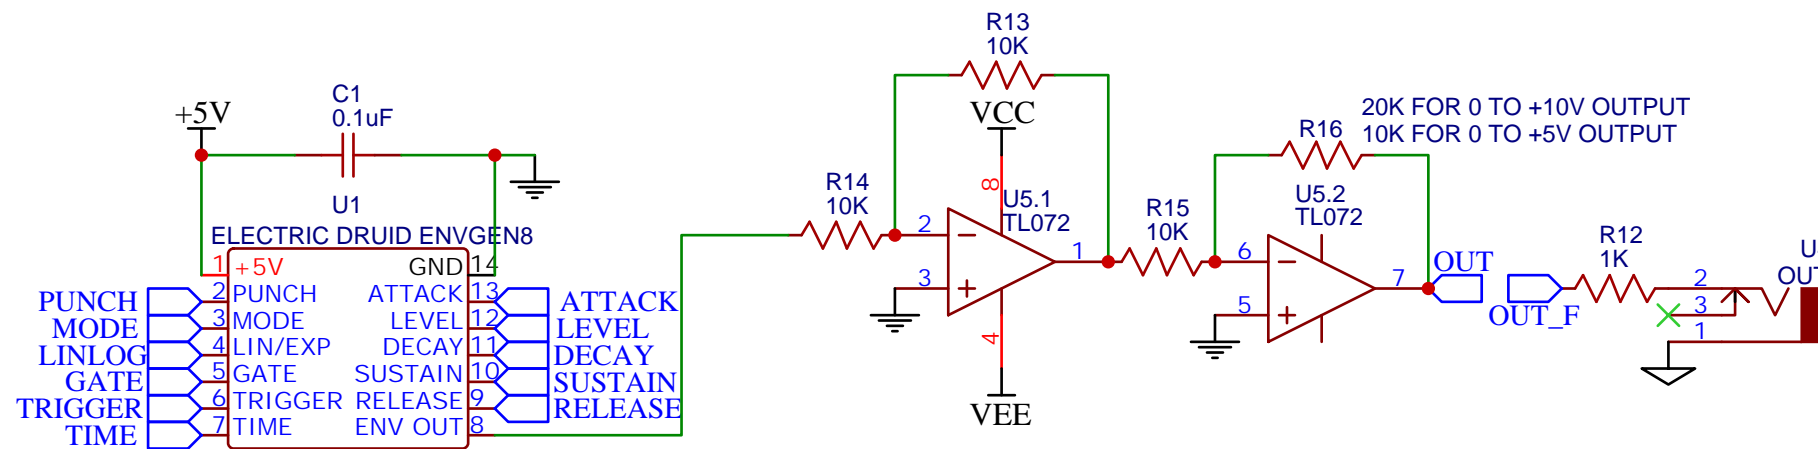 R13
10K
C1
0.1uF
+5V
VCC
20K FOR 0 TO +10V OUTPUT
10K FOR 0 TO +5V OUTPUT
R16
R14
10K
8
U5.1
TL072
U5.2
TL072
R15
10K
U1
ELECTRIC DRUID ENVGEN8
2
1
3
4
VEE
6
5
7
OUT
R12
1K
OUT_F
2
3
1
U
OUT
1 +5V GND 14
PUNCH 2 PUNCH ATTACK 13 ATTACK
MODE 3 MODE LEVEL 12 LEVEL
LINLOG 4 LIN/EXP DECAY 11 DECAY
GATE 5 GATE SUSTAIN 10 SUSTAIN
TRIGGER 6 TRIGGER RELEASE 9 RELEASE
TIME 7 TIME ENV OUT 8